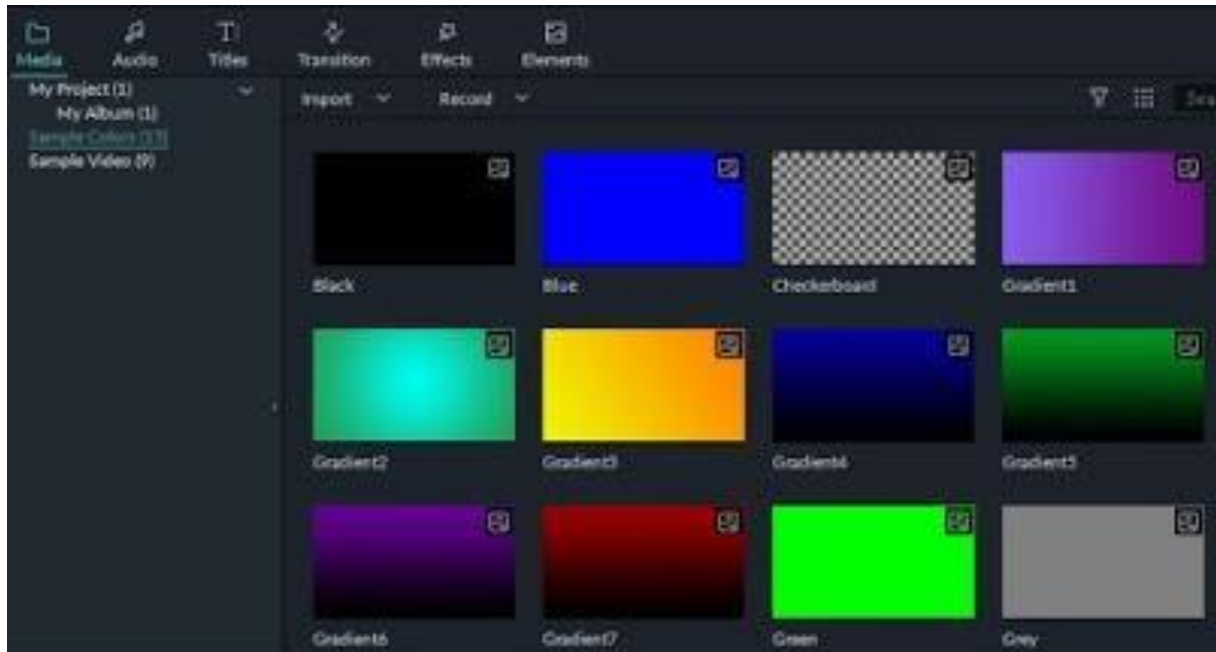 Media Audio Titles Transition Effects Elements
My Project (1)
My Album (1)
Sample Video (9)
Import Record
Black Blue Checkerboard Gradient1
Gradient2 Gradient3 Gradient4 Gradient5
Gradient6 Gradient7 Green Grey
Sample Colors